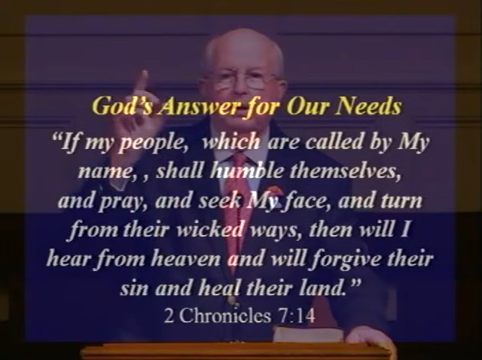 God's Answer for Our Needs
"If my people, which are called by My
name, , shall humble themselves,
and pray, and seek My face, and turn
from their wicked ways, then will I
hear from heaven and will forgive their
sin and heal their land."
2 Chronicles 7:14